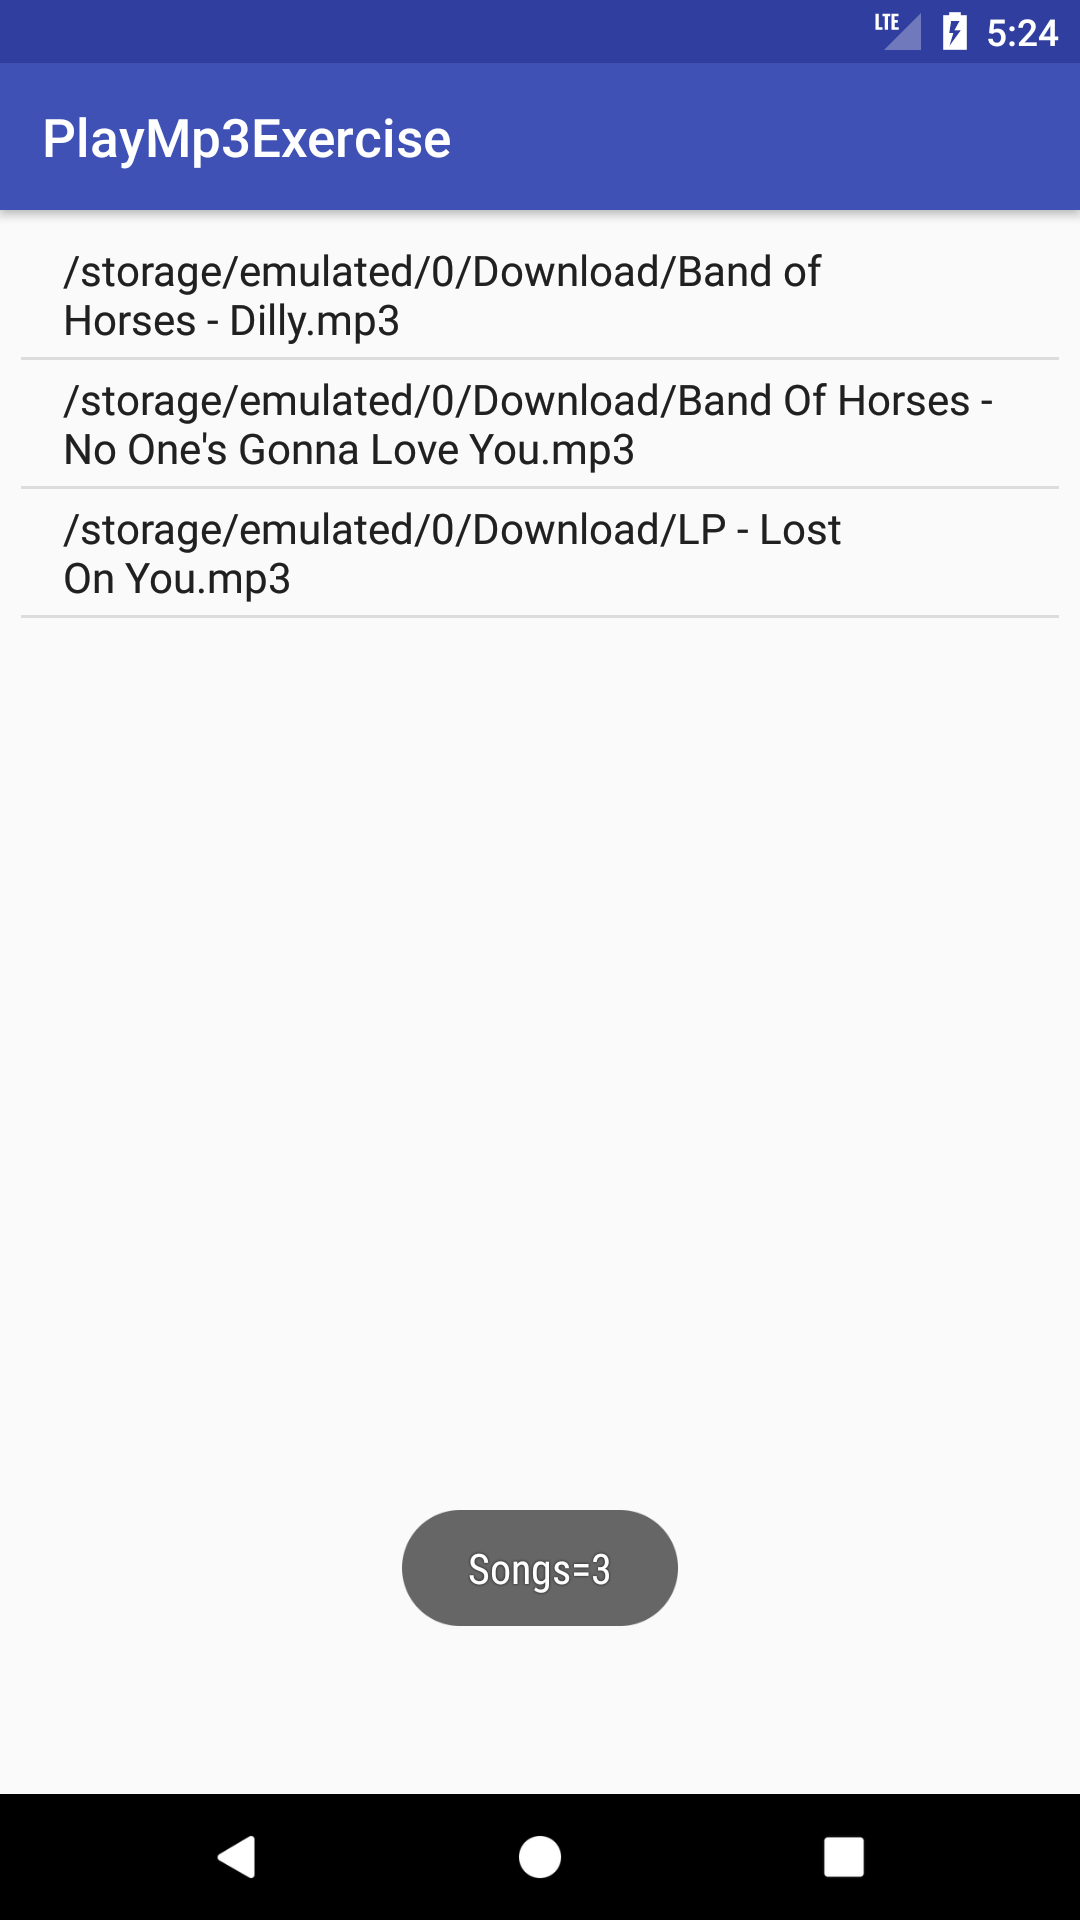 LTE 5:24
PlayMp3Exercise
/storage/emulated/0/Download/Band of
Horses - Dilly.mp3
/storage/emulated/0/Download/Band Of Horses -
No One's Gonna Love You.mp3
/storage/emulated/0/Download/LP - Lost
On You.mp3
Songs=3